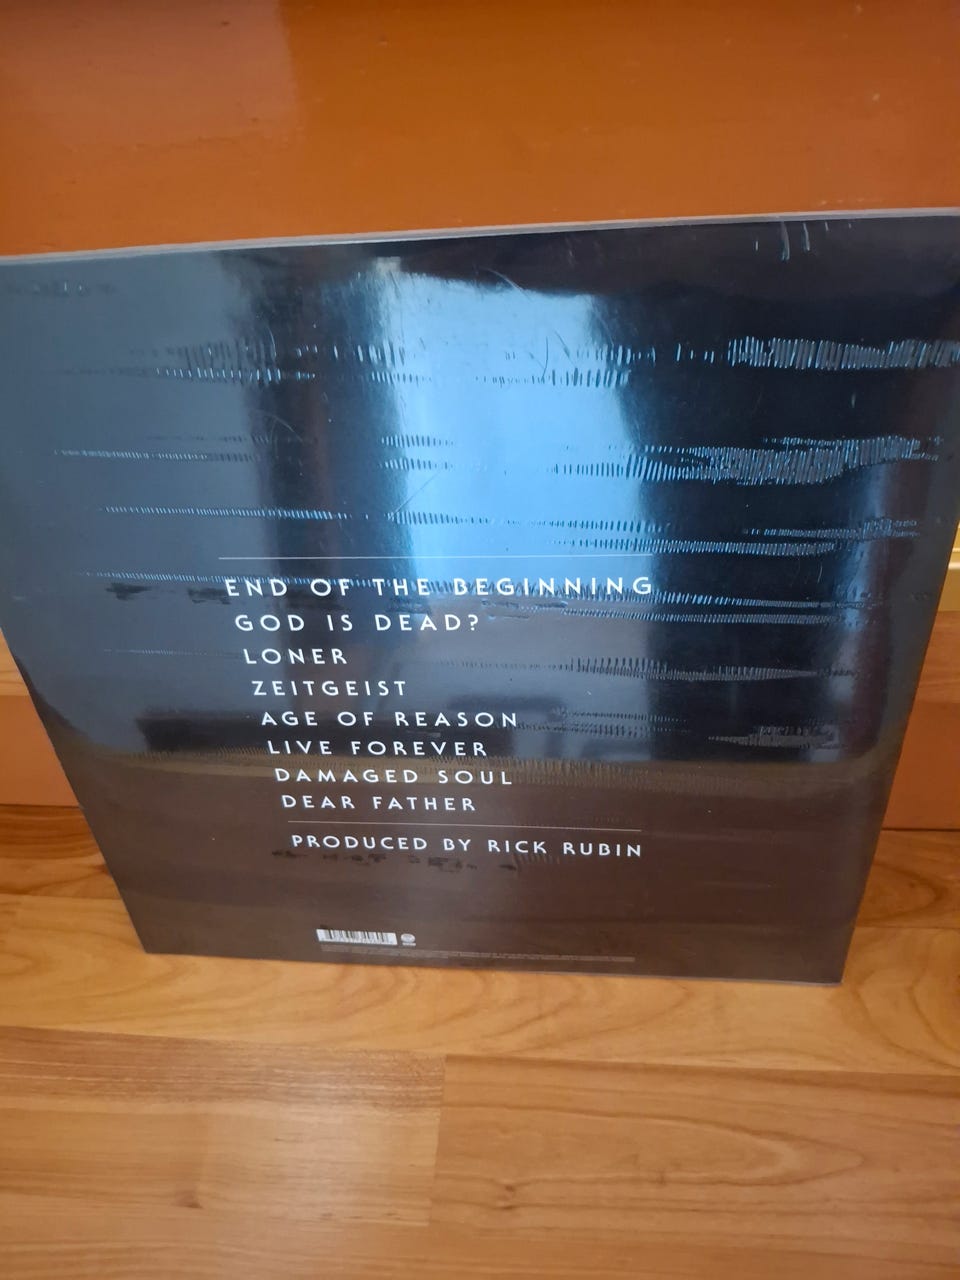 END OF THE BEGINNING
GOD IS DEAD?
LONER
ZEITGEIST
AGE OF REASON
LIVE FOREVER
DAMAGED SOUL
DEAR FATHER
PRODUCED BY RICK RUBIN